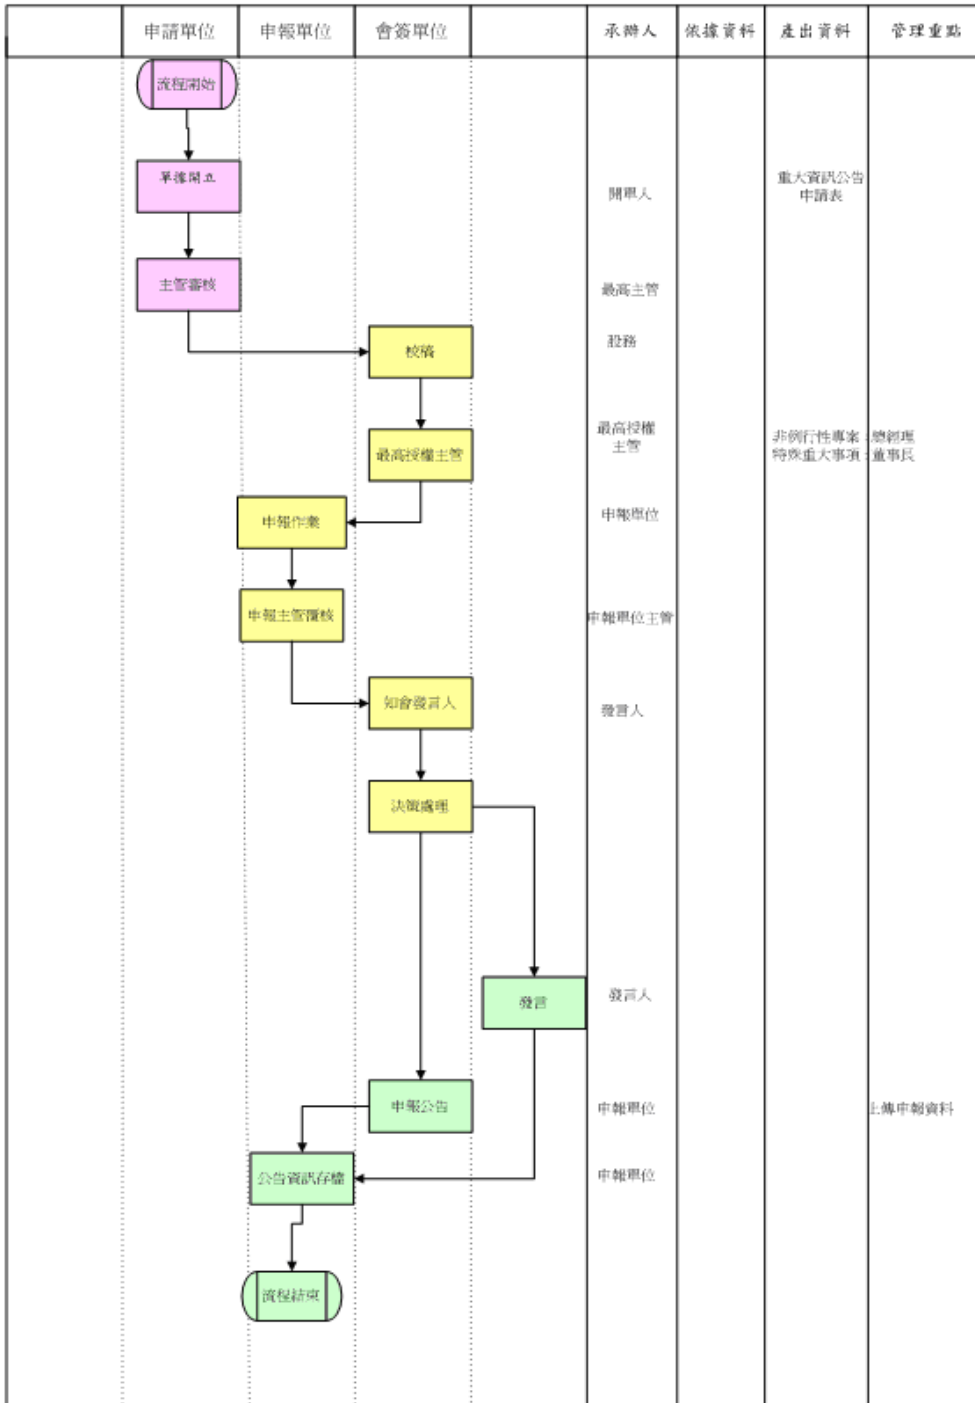 申請單位 申報單位 會簽單位 承辦人 依據資料 產出資料 管理重點
流程開始
單據開立
開單人
重大資訊公告
申請表
主管審核
最高主管
校稿
股務
最高授權主管
最高授權
主管
非例行性專案：總經理
特殊重大事項：董事長
申報作業
申報單位
申報主管覆核
申報單位主管
知會發言人
發言人
決策處理
發言
發言人
申報公告
申報單位
上傳申報資料
公告資訊存檔
申報單位
流程結束